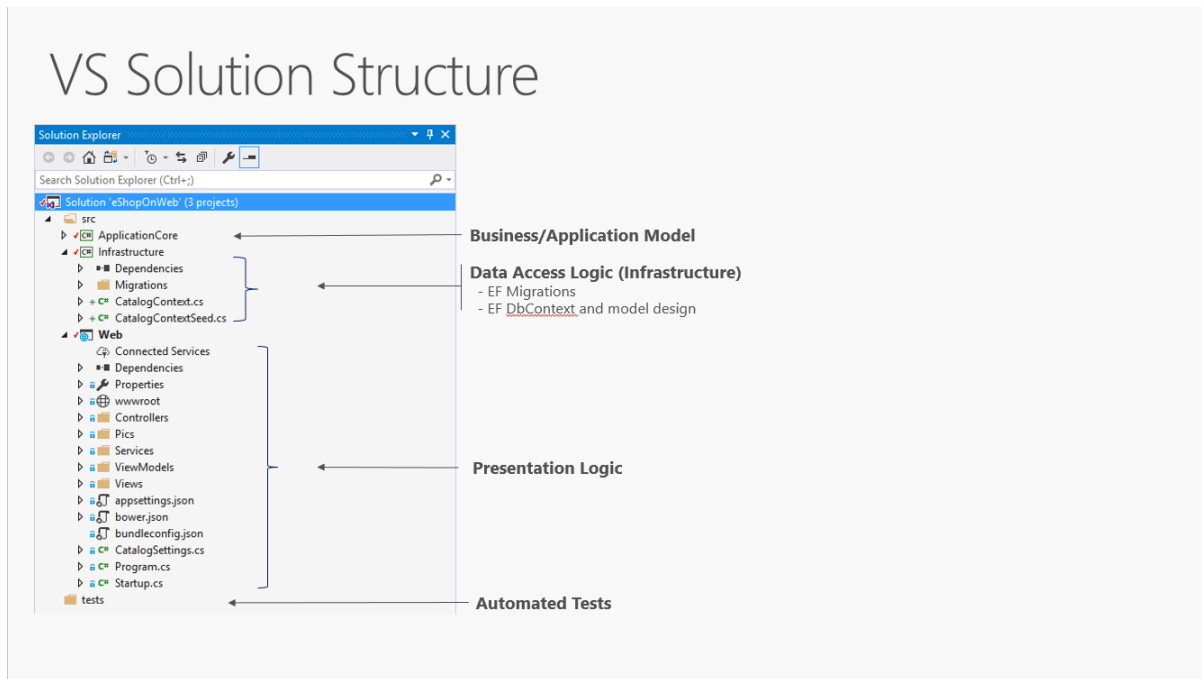 VS Solution Structure
Solution Explorer
Search Solution Explorer (Ctrl+;)
Solution 'eShopOnWeb' (3 projects)
src
C# ApplicationCore
Business/Application Model
C# Infrastructure
Dependencies
Data Access Logic (Infrastructure)
Migrations
- EF Migrations
C# CatalogContext.cs
- EF DbContext and model design
C# CatalogContextSeed.cs
Web
Connected Services
Dependencies
Properties
wwwroot
Controllers
Pics
Services
ViewModels
Presentation Logic
Views
appsettings.json
bower.json
bundleconfig.json
C# CatalogSettings.cs
C# Program.cs
C# Startup.cs
tests
Automated Tests